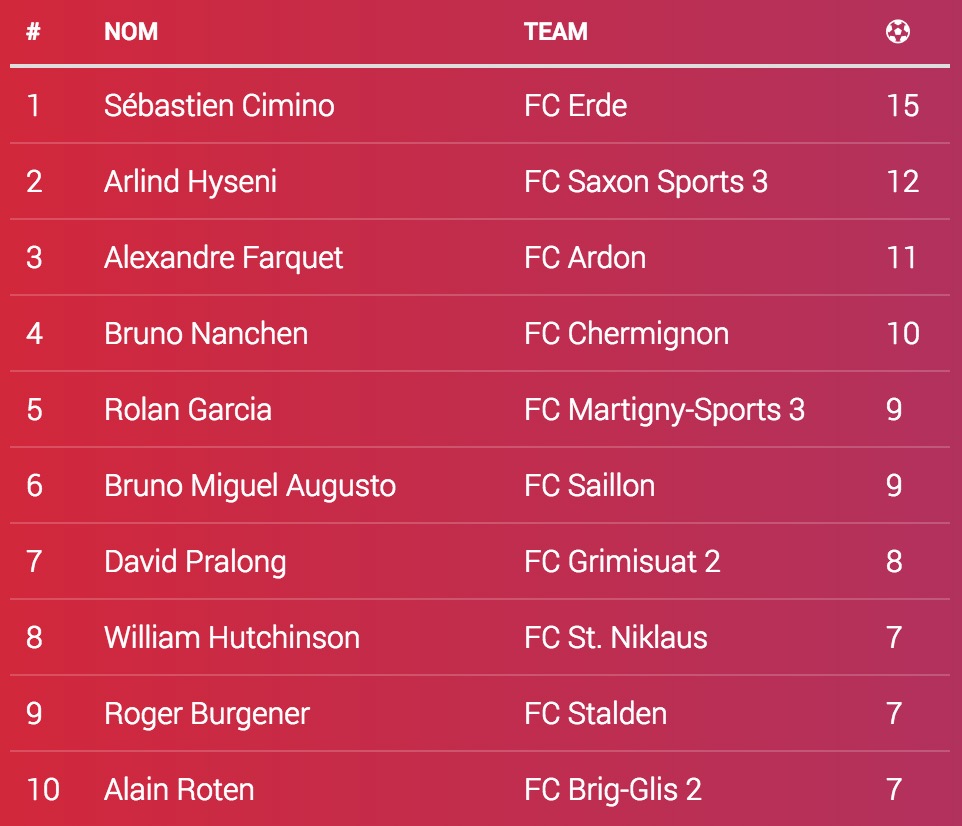 # NOM TEAM
1 Sébastien Cimino FC Erde 15
2 Arlind Hyseni FC Saxon Sports 3 12
3 Alexandre Farquet FC Ardon 11
4 Bruno Nanchen FC Chermignon 10
5 Rolan Garcia FC Martigny-Sports 3 9
6 Bruno Miguel Augusto FC Saillon 9
7 David Pralong FC Grimisuat 2 8
8 William Hutchinson FC St. Niklaus 7
9 Roger Burgener FC Stalden 7
10 Alain Roten FC Brig-Glis 2 7